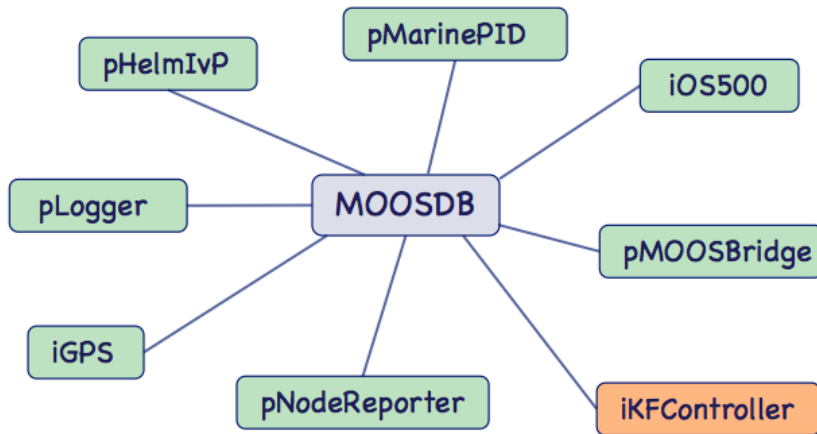 pMarinePID
pHelmIvP
iOS500
pLogger
MOOSDB
pMOOSBridge
iGPS
pNodeReporter
iKFController